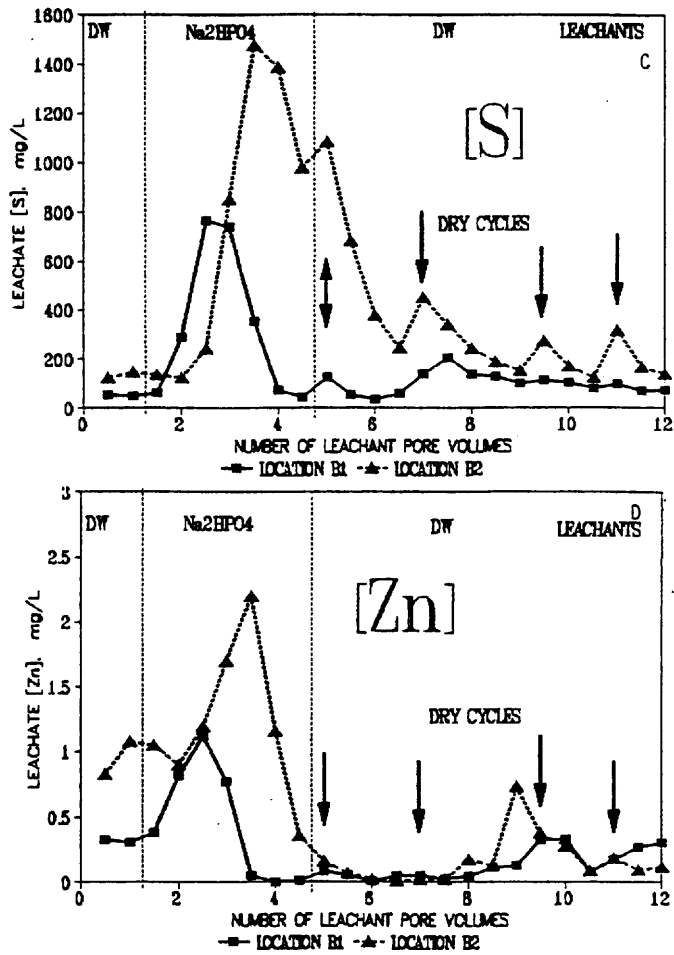 DW Na2HPO4 DW LEACHANTS
C
1600
1400
1200
1000
800
600
400
200
0
LEACHATE [S]. mg/L
[S]
DRY CYCLES
0 2 4 6 8 10 12
NUMBER OF LEACHANT PORE VOLUMES
LOCATION B1 LOCATION B2
D
DW Na2HPO4 DW LEACHANTS
3
2.5
2
1.5
1
0.5
0
LEACHATE [Zn]. mg/L
[Zn]
DRY CYCLES
0 2 4 6 8 10 12
NUMBER OF LEACHANT PORE VOLUMES
LOCATION B1 LOCATION B2